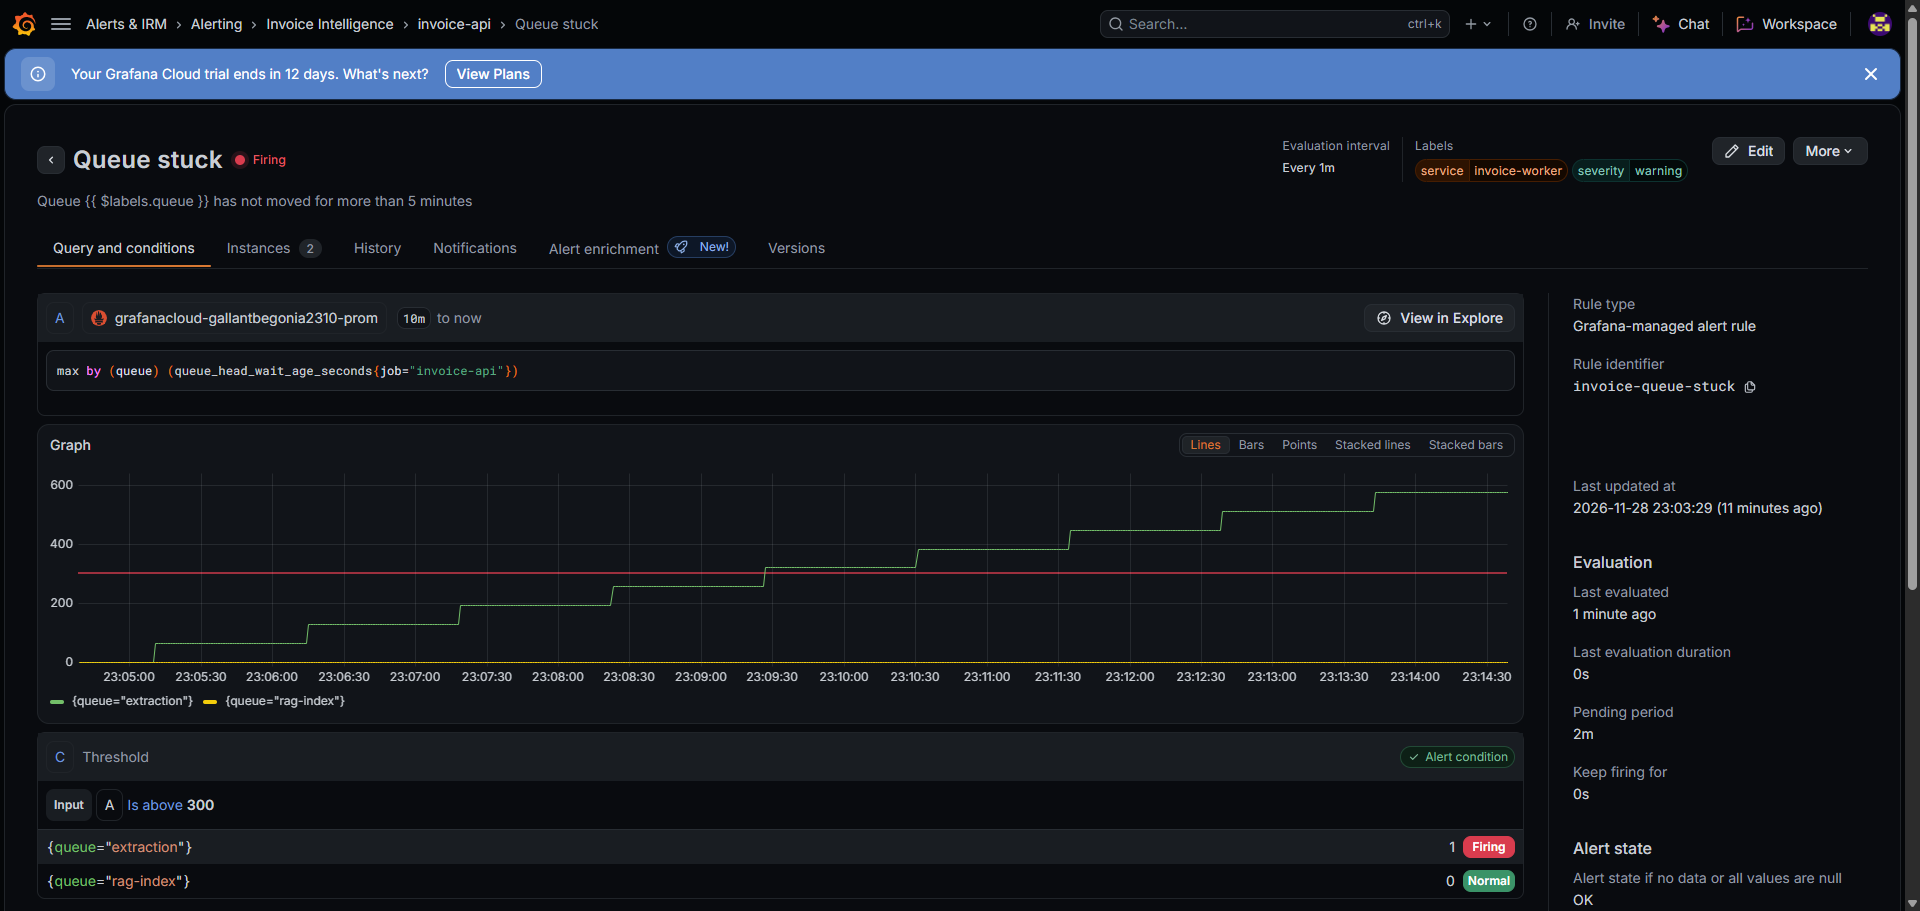 Alerts & IRM › Alerting › Invoice Intelligence › invoice-api › Queue stuck
Search... ctrl+k
Invite
Chat
Workspace
Your Grafana Cloud trial ends in 12 days. What's next? View Plans
Queue stuck Firing
Evaluation interval
Every 1m
Labels
service invoice-worker severity warning
Edit
More
Queue {{ $labels.queue }} has not moved for more than 5 minutes
Query and conditions
Instances 2
History
Notifications
Alert enrichment New!
Versions
A grafanacloud-gallantbegonia2310-prom 10m to now
View in Explore
max by (queue) (queue_head_wait_age_seconds{job="invoice-api"})
Graph
Lines Bars Points Stacked lines Stacked bars
600
400
200
0
23:05:00 23:05:30 23:06:00 23:06:30 23:07:00 23:07:30 23:08:00 23:08:30 23:09:00 23:09:30 23:10:00 23:10:30 23:11:00 23:11:30 23:12:00 23:12:30 23:13:00 23:13:30 23:14:00 23:14:30
{queue="extraction"} {queue="rag-index"}
C Threshold
Alert condition
Input A Is above 300
{queue="extraction"} 1 Firing
{queue="rag-index"} 0 Normal
Rule type
Grafana-managed alert rule
Rule identifier
invoice-queue-stuck
Last updated at
2026-11-28 23:03:29 (11 minutes ago)
Evaluation
Last evaluated
1 minute ago
Last evaluation duration
0s
Pending period
2m
Keep firing for
0s
Alert state
Alert state if no data or all values are null
OK